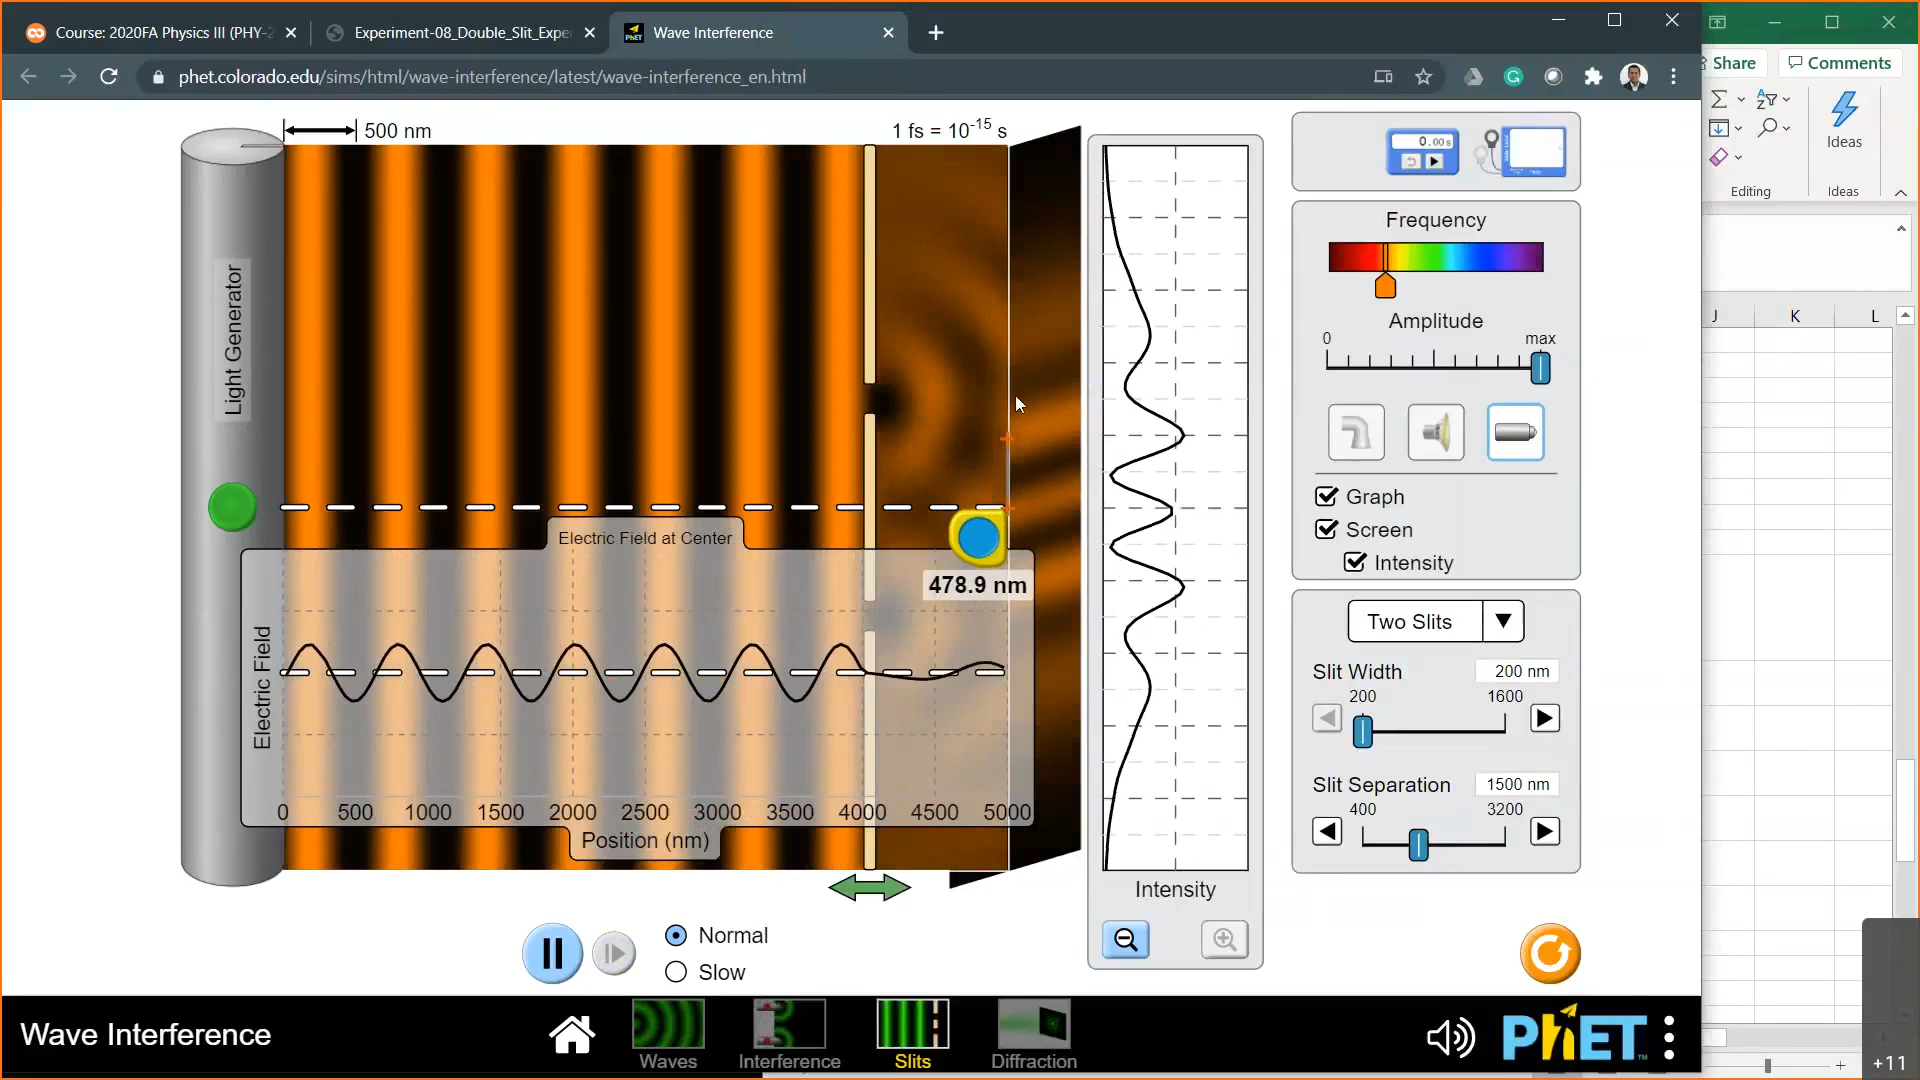 Course: 2020FA Physics III (PHY-2
Experiment-08_Double_Slit_Expe
Wave Interference
phet.colorado.edu/sims/html/wave-interference/latest/wave-interference_en.html
Share
Comments
Ideas
Editing
Ideas
J K L
500 nm
1 fs = 10⁻¹⁵ s
Light Generator
Electric Field at Center
478.9 nm
Electric Field
0 500 1000 1500 2000 2500 3000 3500 4000 4500 5000
Position (nm)
Intensity
0.00 s
Frequency
Amplitude
0 max
Graph
Screen
Intensity
Two Slits
Slit Width 200 nm
200 1600
Slit Separation 1500 nm
400 3200
Normal
Slow
Wave Interference
Waves
Interference
Slits
Diffraction
PhET
+11